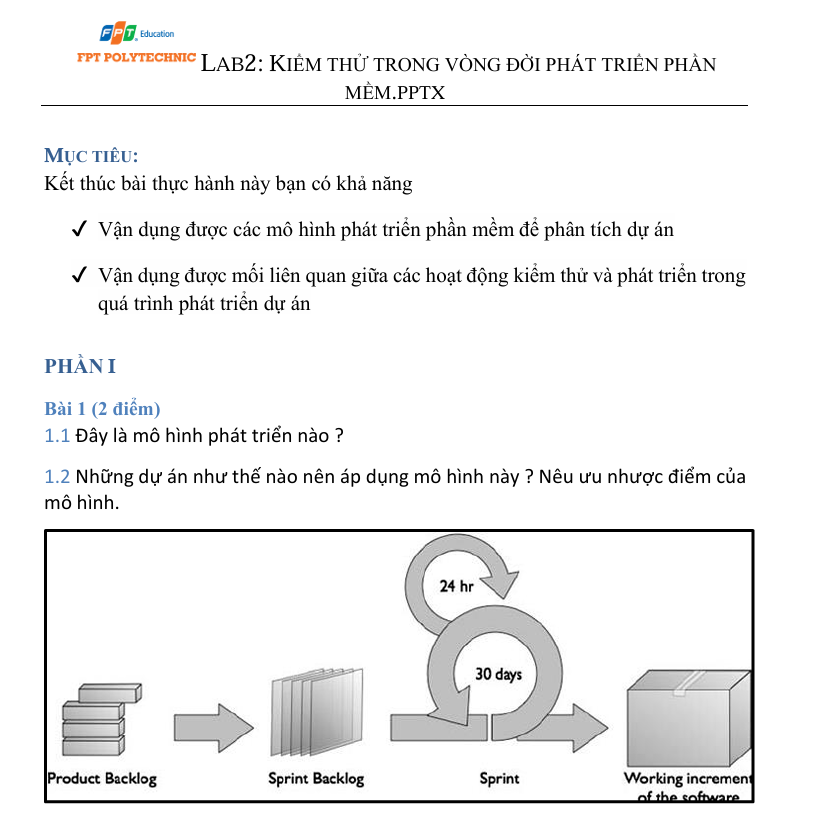 FPT. Education
FPT POLYTECHNIC
LAB2: KIỂM THỬ TRONG VÒNG ĐỜI PHÁT TRIỂN PHẦN
MỀM.PPTX
MỤC TIÊU:
Kết thúc bài thực hành này bạn có khả năng
✓ Vận dụng được các mô hình phát triển phần mềm để phân tích dự án
✓ Vận dụng được mối liên quan giữa các hoạt động kiểm thử và phát triển trong
quá trình phát triển dự án
PHẦN I
Bài 1 (2 điểm)
1.1 Đây là mô hình phát triển nào ?
1.2 Những dự án như thế nào nên áp dụng mô hình này ? Nêu ưu nhược điểm của
mô hình.
24 hr
30 days
Product Backlog
Sprint Backlog
Sprint
Working increment
of the software